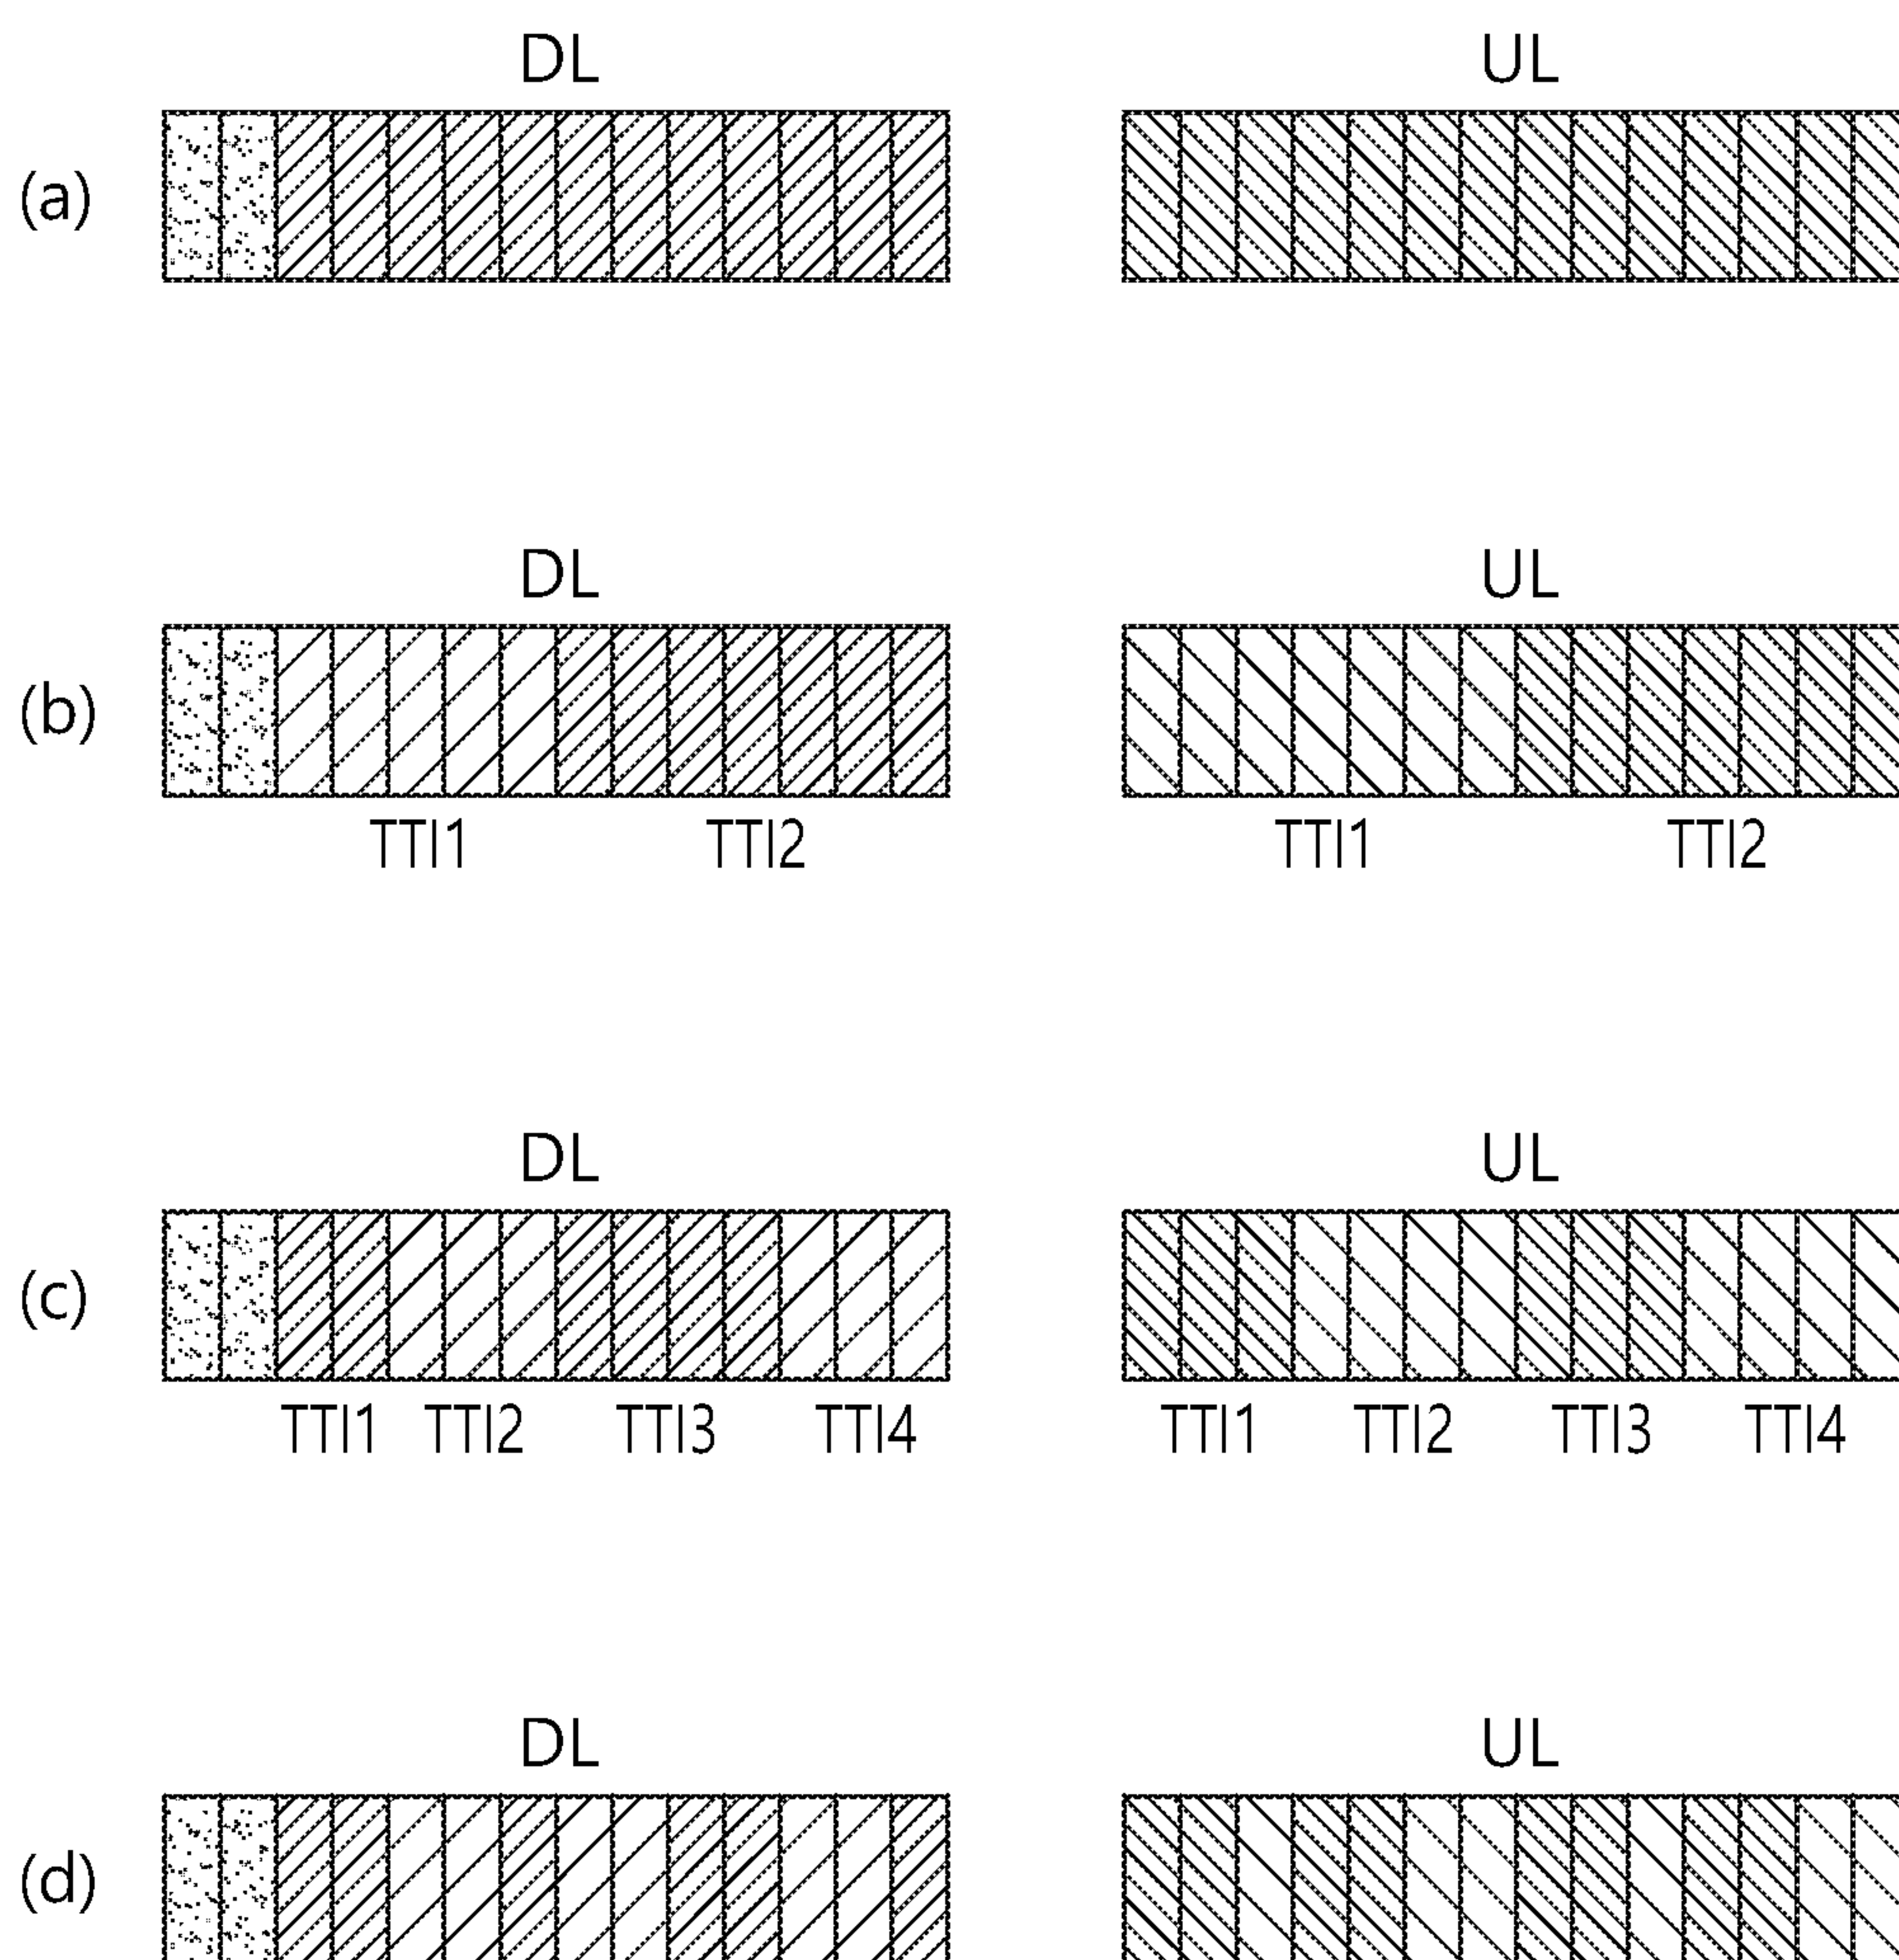 DL UL
(a)
DL UL
(b)
TTI1 TTI2 TTI1 TTI2
DL UL
(c)
TTI1 TTI2 TTI3 TTI4 TTI1 TTI2 TTI3 TTI4
DL UL
(d)